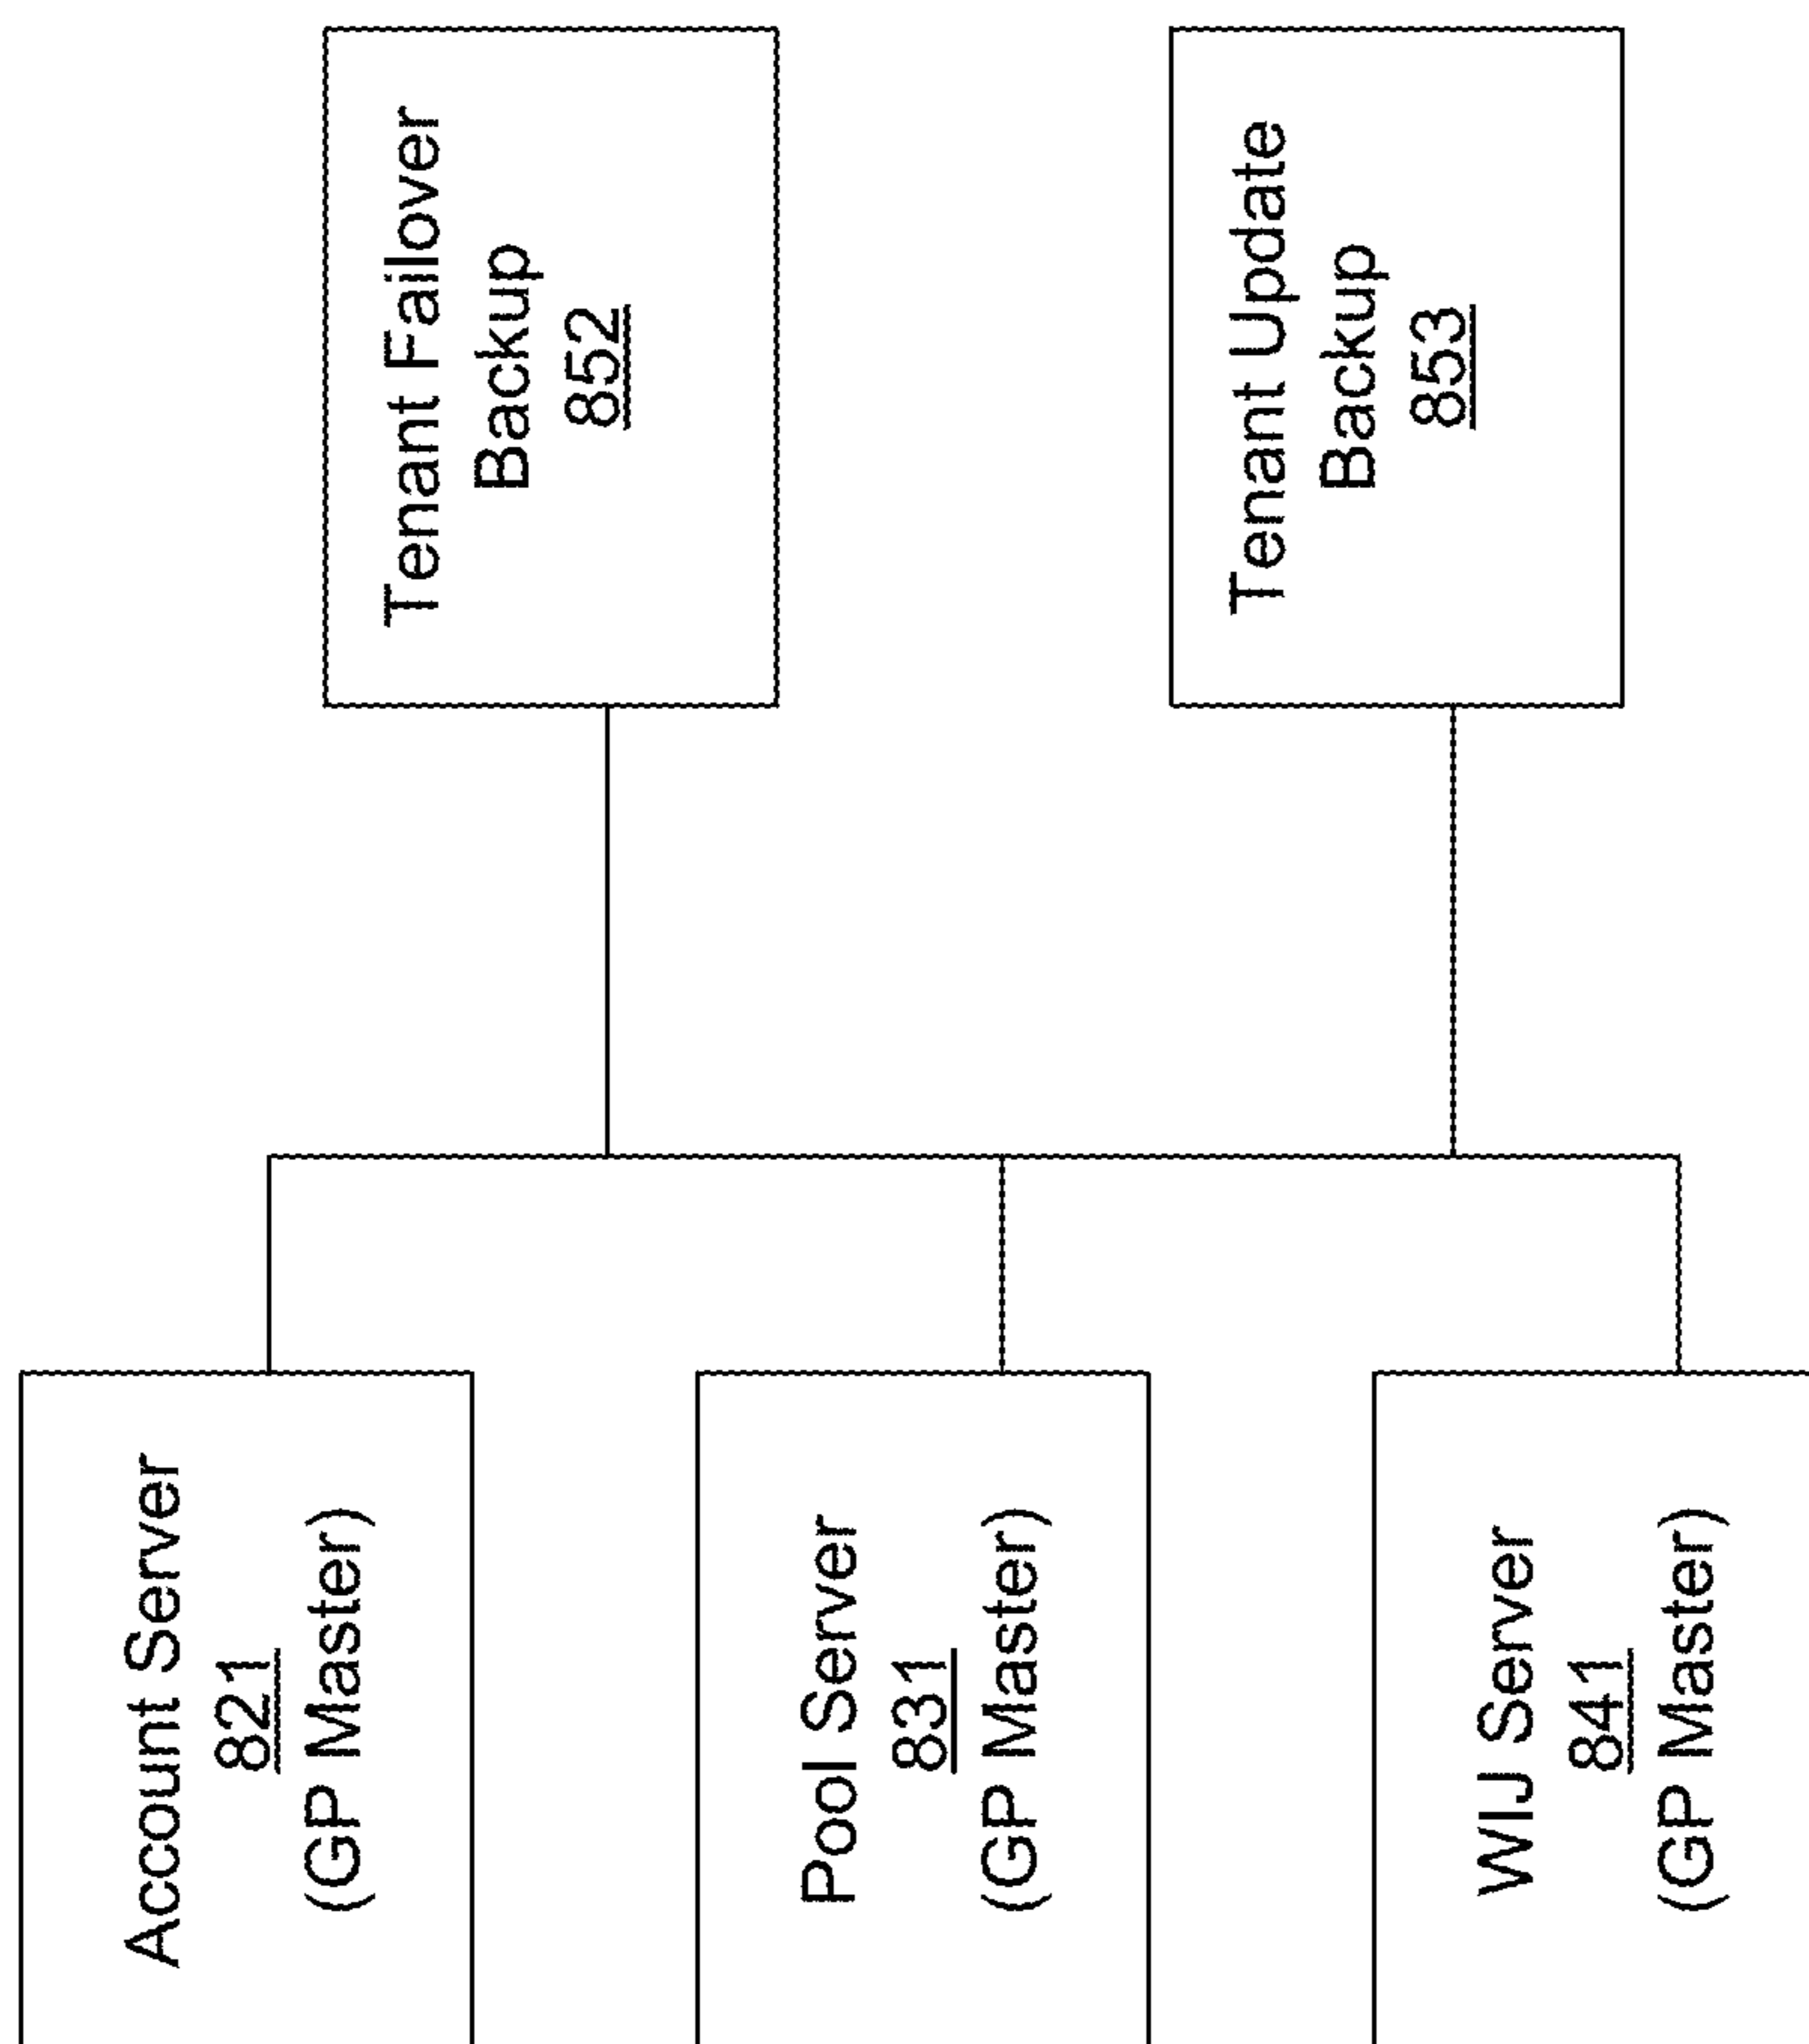 Account Server
821
(GP Master)
Tenant Failover
Backup
852
Pool Server
831
(GP Master)
Tenant Update
Backup
853
WIJ Server
841
(GP Master)